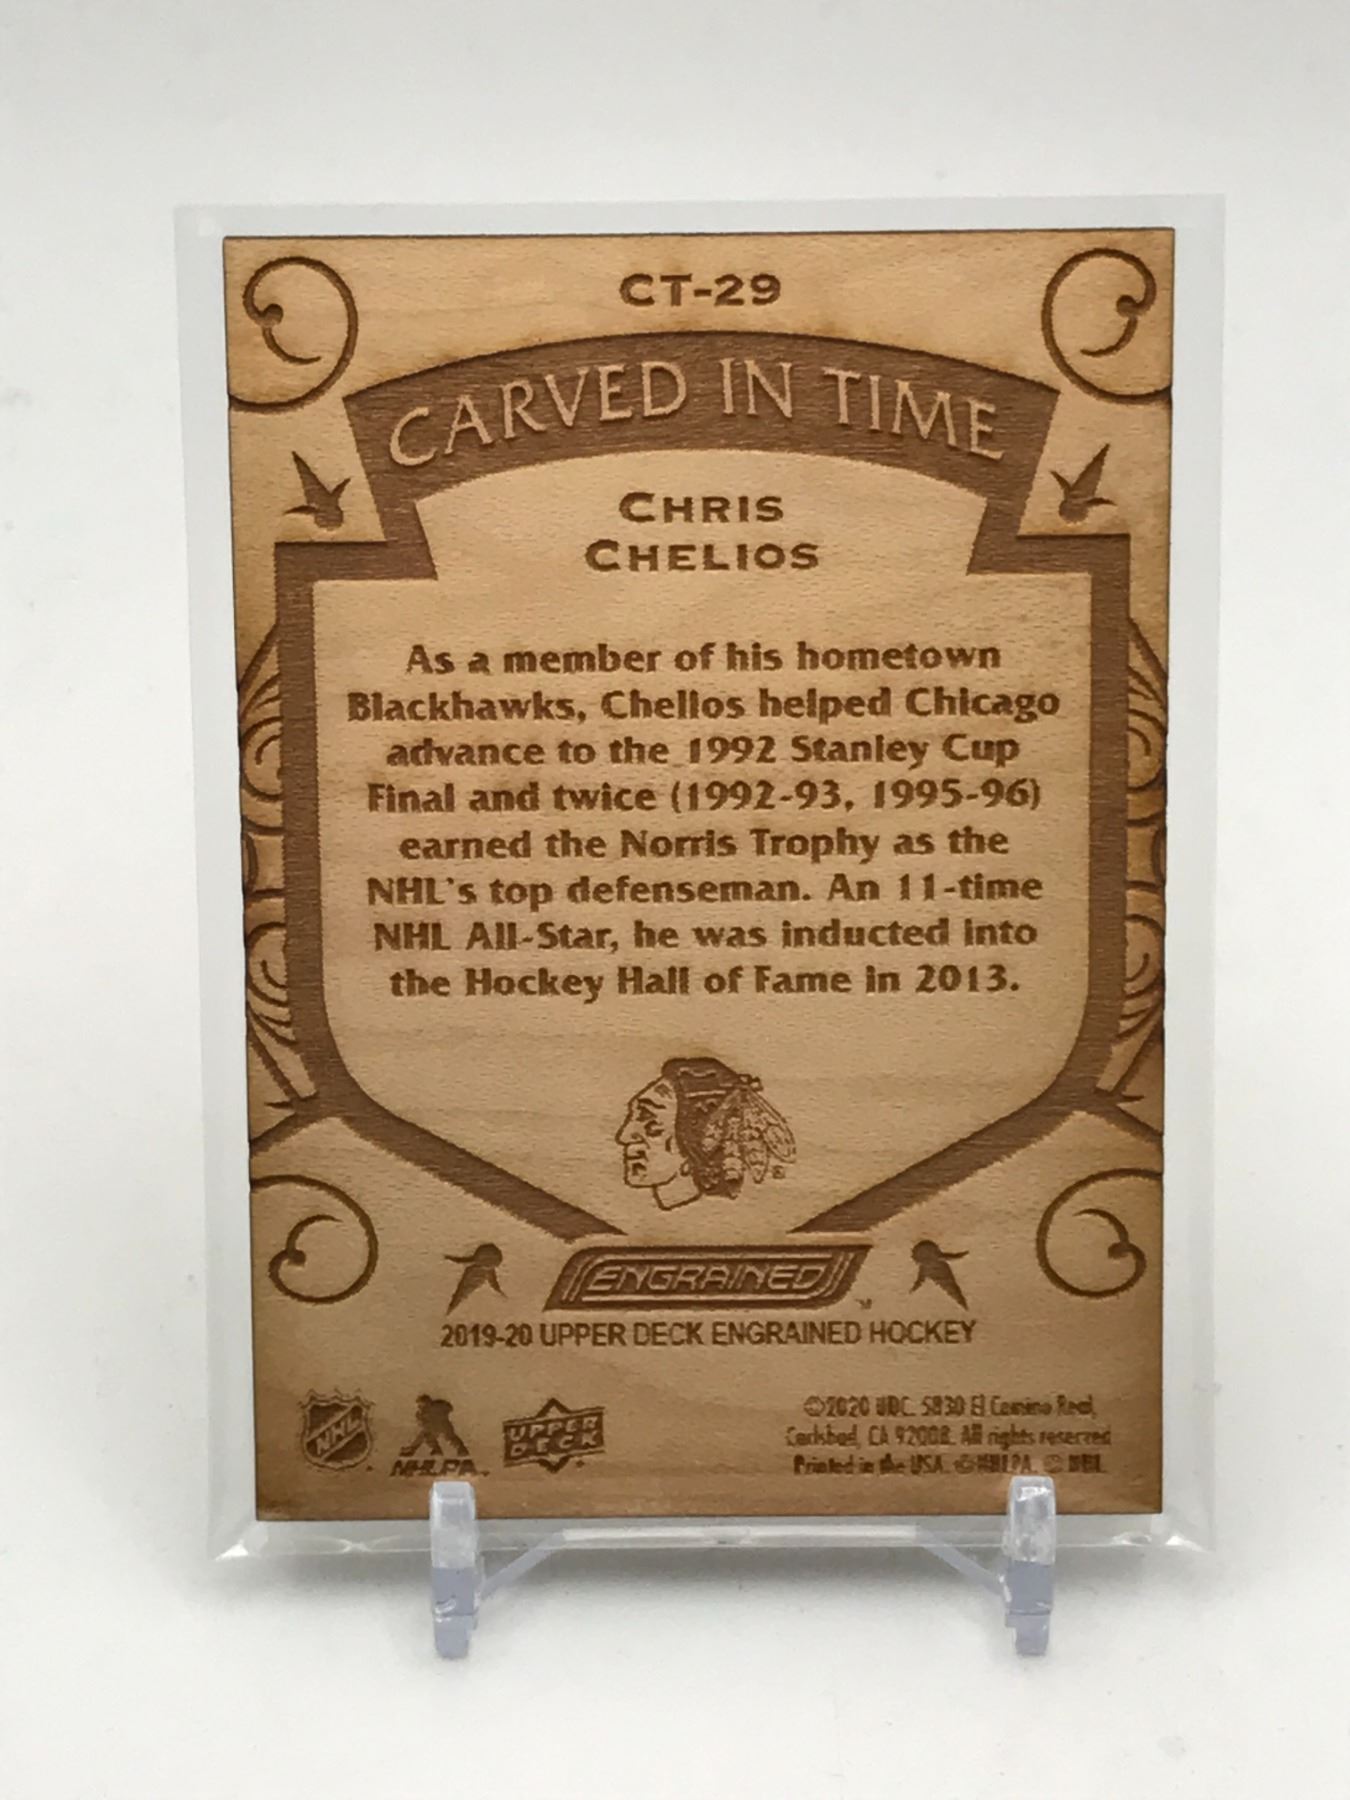 CT-29
CARVED IN TIME
CHRIS
CHELIOS
As a member of his hometown
Blackhawks, Chelios helped Chicago
advance to the 1992 Stanley Cup
Final and twice (1992-93, 1995-96)
earned the Norris Trophy as the
NHL's top defenseman. An 11-time
NHL All-Star, he was inducted into
the Hockey Hall of Fame in 2013.
ENGRAINED
TM
2019-20 UPPER DECK ENGRAINED HOCKEY
NHL
NHLPA
UPPER
DECK
©2020 UDC. 5830 El Camino Real,
Carlsbad, CA 92008. All rights reserved
Printed in the USA. © NHLPA. © NHL